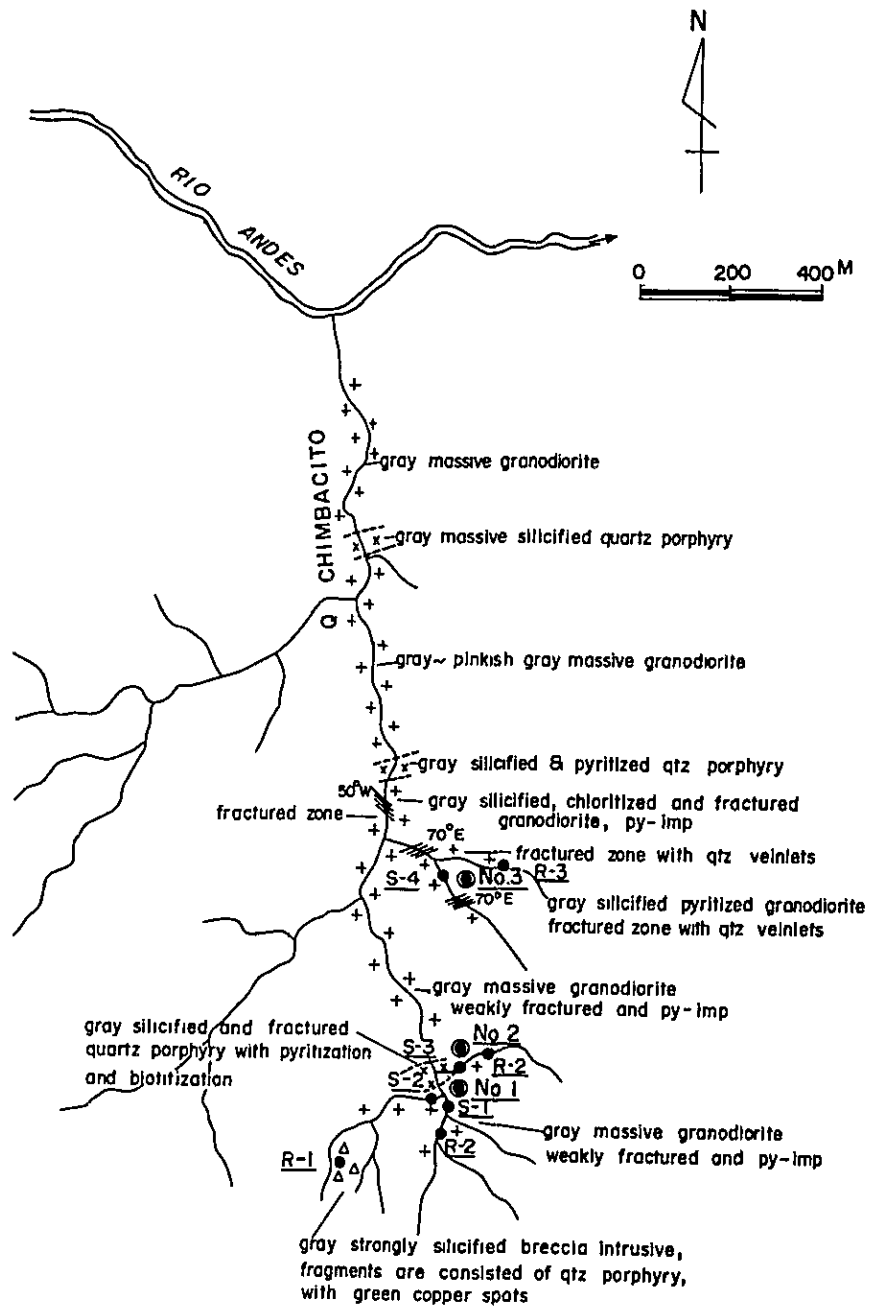 N
RIO
ANDES
0 200 400 M
CHIMBACITO
Q
gray massive granodiorite
gray massive silicified quartz porphyry
gray~ pinkish gray massive granodiorite
gray silicified & pyritized qtz porphyry
50°W
gray silicified, chloritized and fractured
granodiorite, py-imp
fractured zone
70°E
fractured zone with qtz veinlets
S-4
No.3
R-3
70°E
gray silicified pyritized granodiorite
fractured zone with qtz veinlets
gray massive granodiorite
weakly fractured and py-imp
gray silicified and fractured
quartz porphyry with pyritization
and biotitization
S-3
No 2
R-2
S-2
No 1
S-1
gray massive granodiorite
weakly fractured and py-imp
R-2
R-1
gray strongly silicified breccia intrusive,
fragments are consisted of qtz porphyry,
with green copper spots